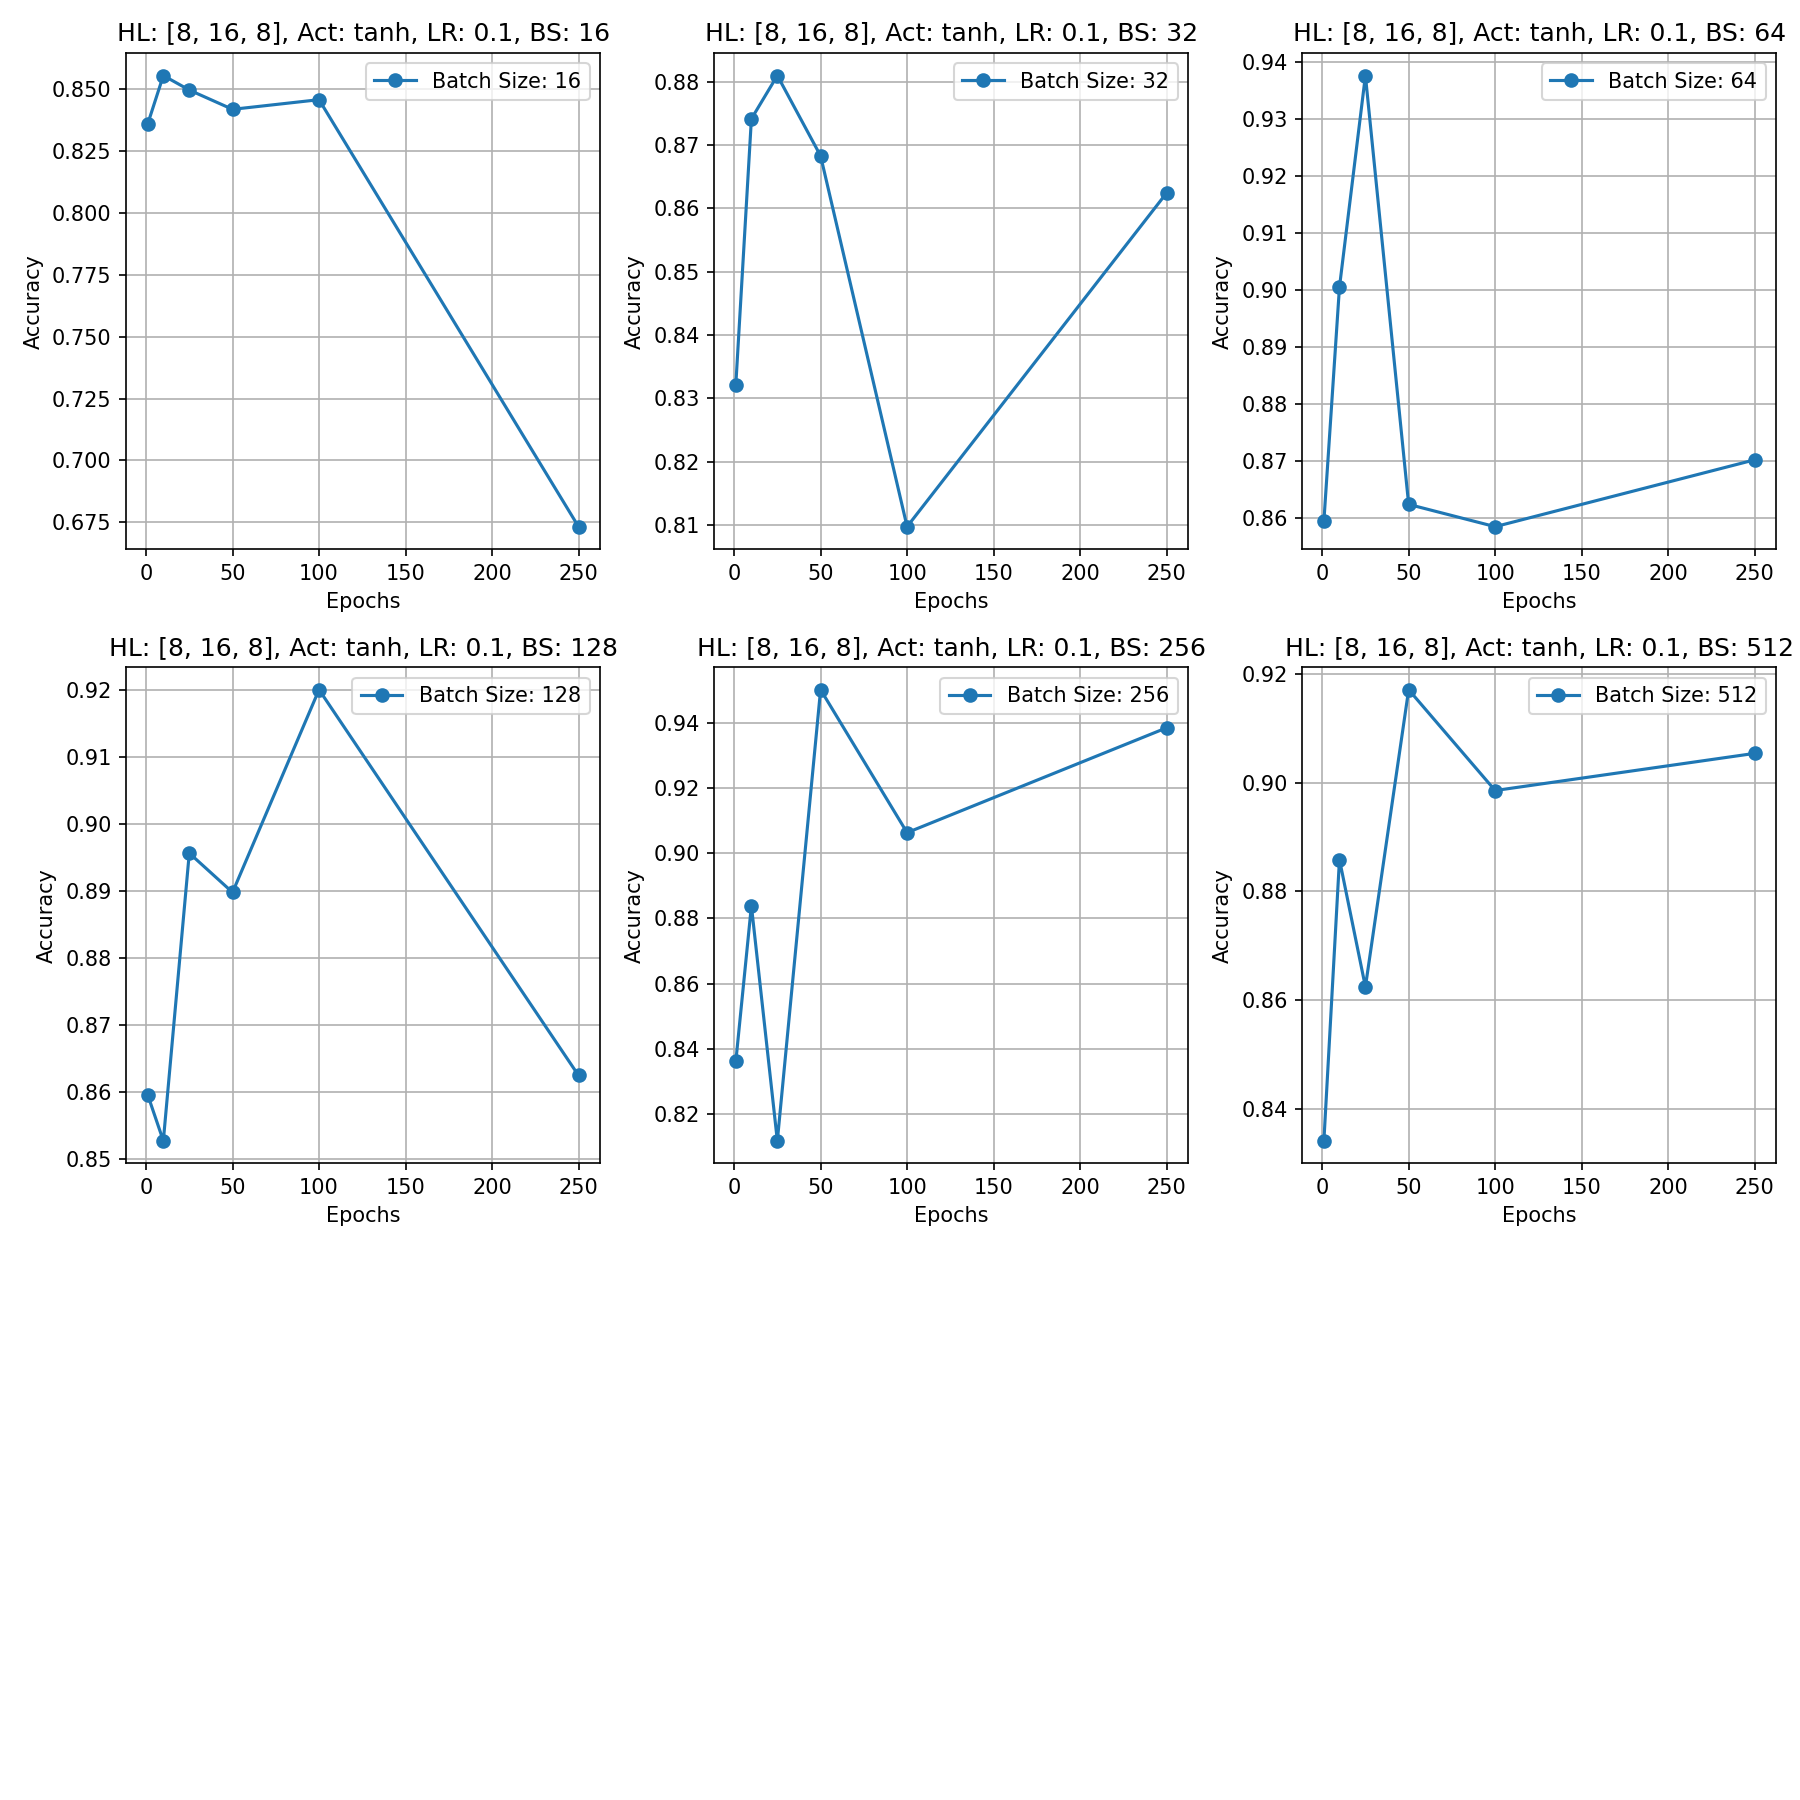 HL: [8, 16, 8], Act: tanh, LR: 0.1, BS: 16
Batch Size: 16
Accuracy
0.850
0.825
0.800
0.775
0.750
0.725
0.700
0.675
0 50 100 150 200 250
Epochs
HL: [8, 16, 8], Act: tanh, LR: 0.1, BS: 32
Batch Size: 32
Accuracy
0.88
0.87
0.86
0.85
0.84
0.83
0.82
0.81
0 50 100 150 200 250
Epochs
HL: [8, 16, 8], Act: tanh, LR: 0.1, BS: 64
Batch Size: 64
Accuracy
0.94
0.93
0.92
0.91
0.90
0.89
0.88
0.87
0.86
0 50 100 150 200 250
Epochs
HL: [8, 16, 8], Act: tanh, LR: 0.1, BS: 128
Batch Size: 128
Accuracy
0.92
0.91
0.90
0.89
0.88
0.87
0.86
0.85
0 50 100 150 200 250
Epochs
HL: [8, 16, 8], Act: tanh, LR: 0.1, BS: 256
Batch Size: 256
Accuracy
0.94
0.92
0.90
0.88
0.86
0.84
0.82
0 50 100 150 200 250
Epochs
HL: [8, 16, 8], Act: tanh, LR: 0.1, BS: 512
Batch Size: 512
Accuracy
0.92
0.90
0.88
0.86
0.84
0 50 100 150 200 250
Epochs